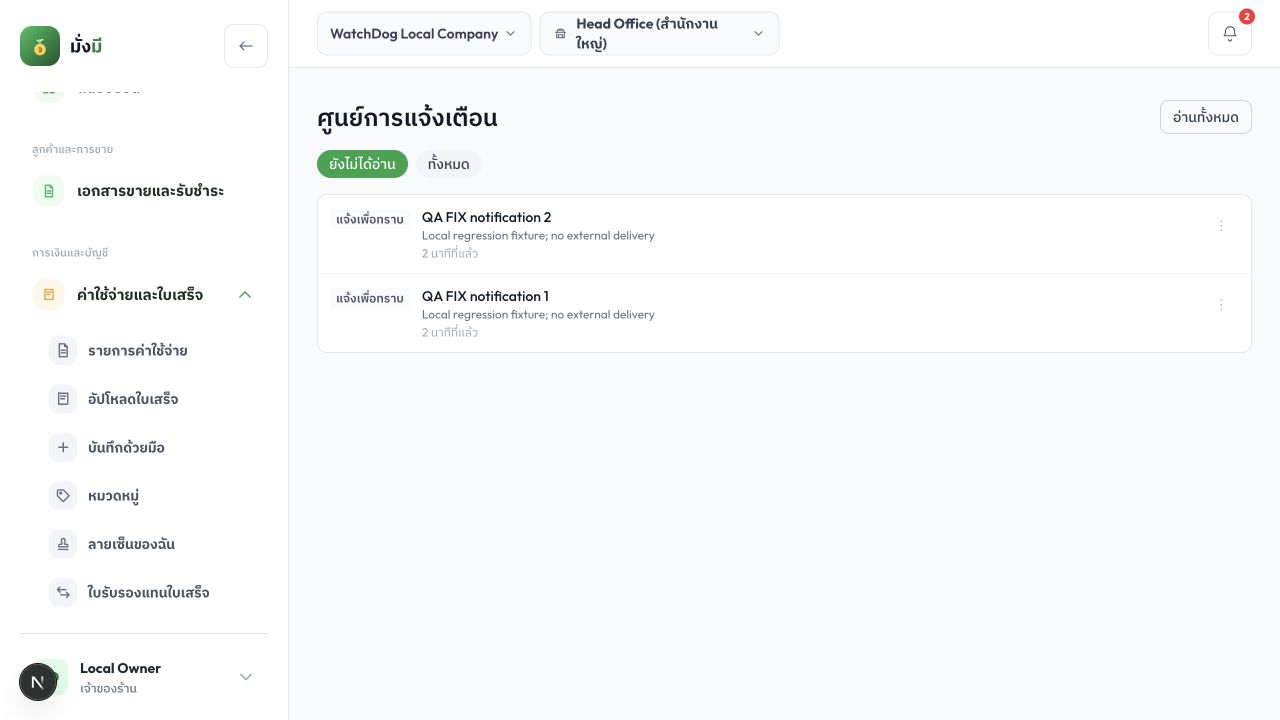 มั่งมี
ลูกค้าและการขาย
เอกสารขายและรับชำระ
การเงินและบัญชี
ค่าใช้จ่ายและใบเสร็จ
รายการค่าใช้จ่าย
อัปโหลดใบเสร็จ
บันทึกด้วยมือ
หมวดหมู่
ลายเซ็นของฉัน
ใบรับรองแทนใบเสร็จ
N
Local Owner
เจ้าของร้าน
WatchDog Local Company
Head Office (สำนักงาน
ใหญ่)
2
ศูนย์การแจ้งเตือน
อ่านทั้งหมด
ยังไม่ได้อ่าน
ทั้งหมด
แจ้งเพื่อทราบ
QA FIX notification 2
Local regression fixture; no external delivery
2 นาทีที่แล้ว
แจ้งเพื่อทราบ
QA FIX notification 1
Local regression fixture; no external delivery
2 นาทีที่แล้ว